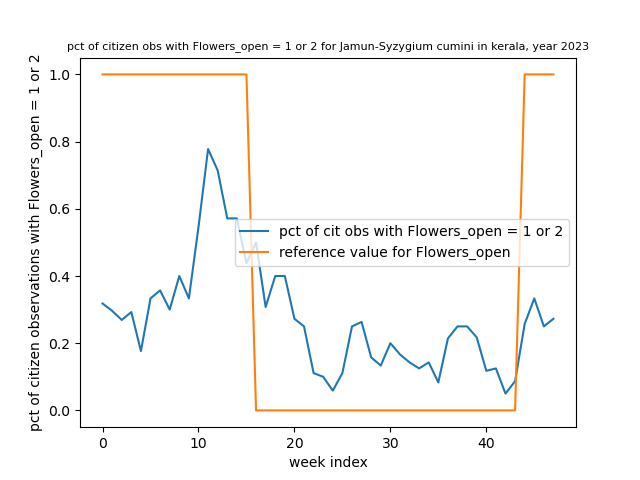 pct of citizen obs with Flowers_open = 1 or 2 for Jamun-Syzygium cumini in kerala, year 2023
pct of citizen observations with Flowers_open = 1 or 2
1.0
0.8
0.6
0.4
0.2
0.0
pct of cit obs with Flowers_open = 1 or 2
reference value for Flowers_open
0 10 20 30 40
week index